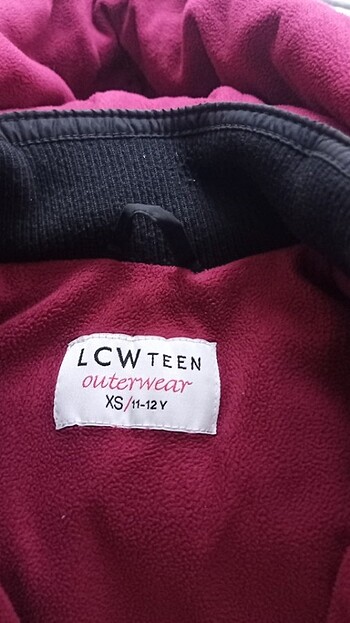 LCW TEEN
outerwear
XS/11-12 Y